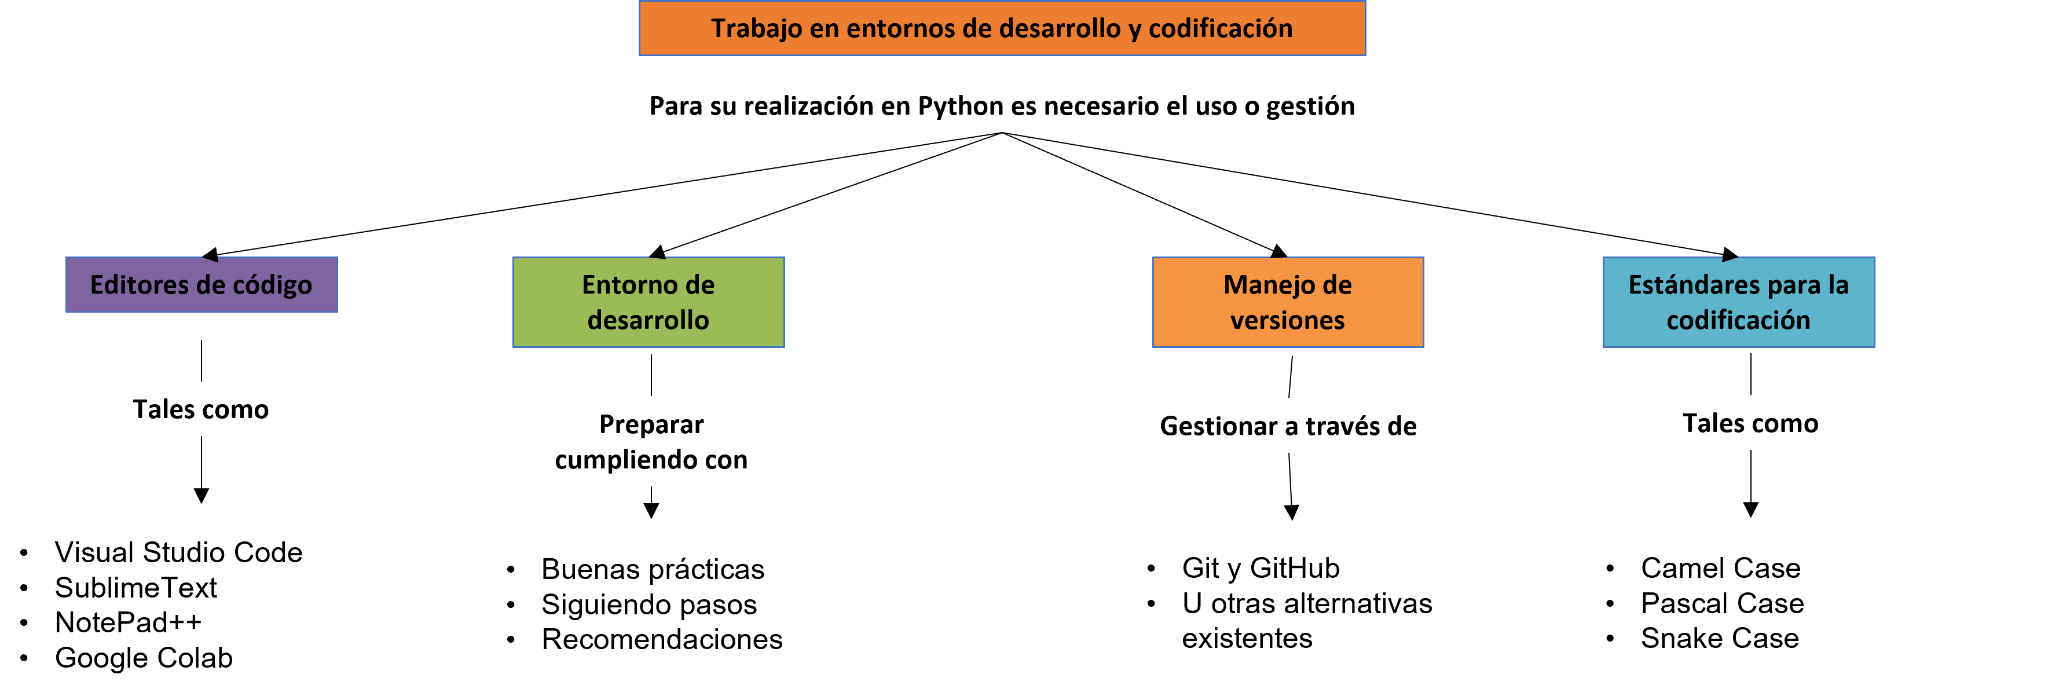 Trabajo en entornos de desarrollo y codificación
Para su realización en Python es necesario el uso o gestión
Editores de código
Tales como
• Visual Studio Code
• SublimeText
• NotePad++
• Google Colab
Entorno de
desarrollo
Preparar
cumpliendo con
• Buenas prácticas
• Siguiendo pasos
• Recomendaciones
Manejo de
versiones
Gestionar a través de
• Git y GitHub
• U otras alternativas
existentes
Estándares para la
codificación
Tales como
• Camel Case
• Pascal Case
• Snake Case